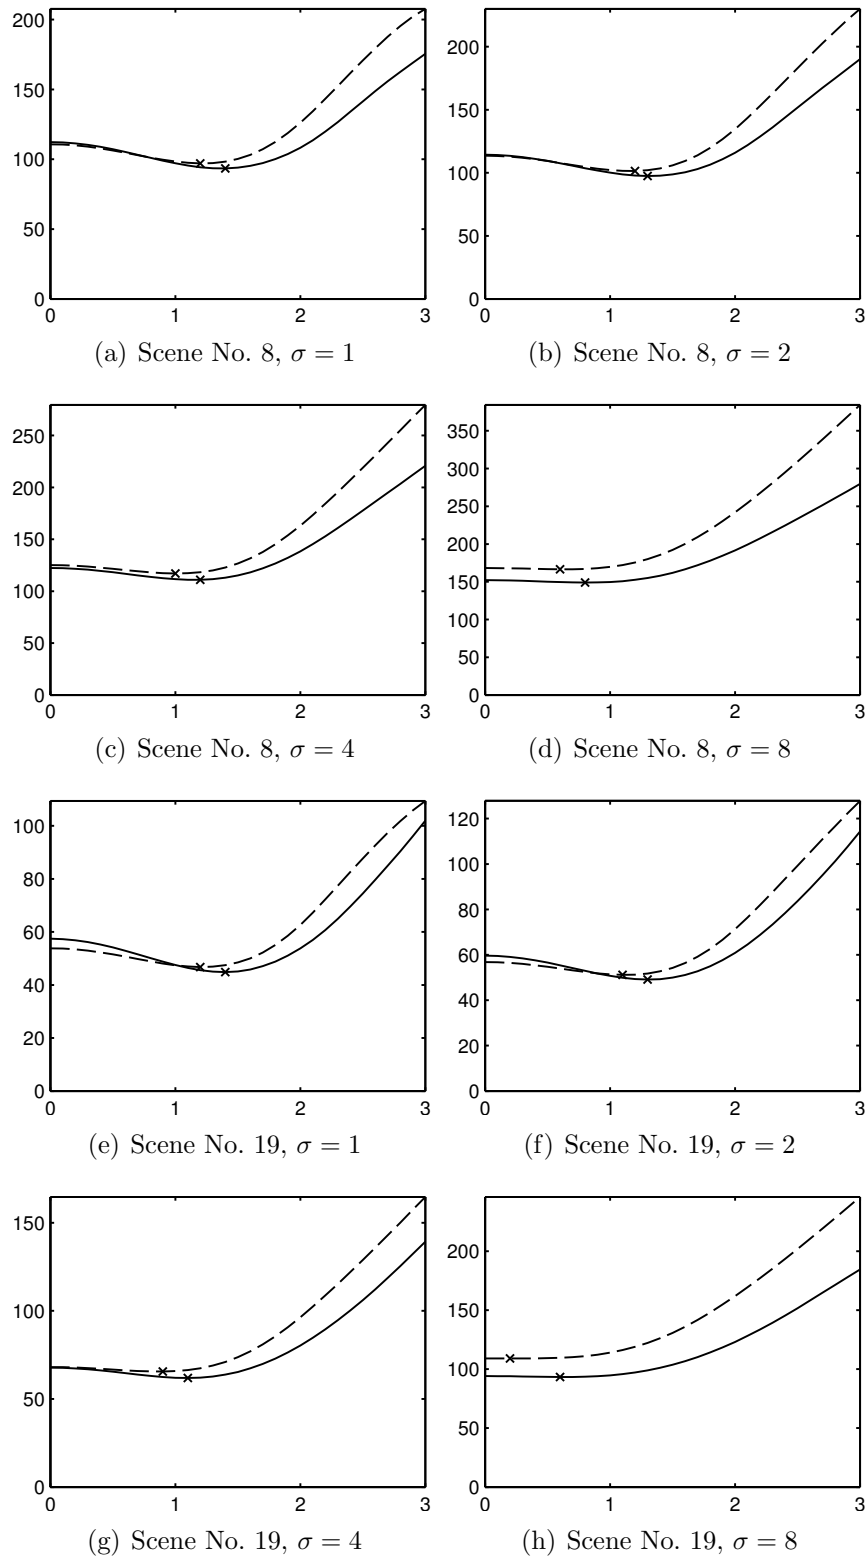 200
150
100
50
0
0 1 2 3
(a) Scene No. 8, σ = 1
200
150
100
50
0
0 1 2 3
(b) Scene No. 8, σ = 2
250
200
150
100
50
0
0 1 2 3
(c) Scene No. 8, σ = 4
350
300
250
200
150
100
50
0
0 1 2 3
(d) Scene No. 8, σ = 8
100
80
60
40
20
0
0 1 2 3
(e) Scene No. 19, σ = 1
120
100
80
60
40
20
0
0 1 2 3
(f) Scene No. 19, σ = 2
150
100
50
0
0 1 2 3
(g) Scene No. 19, σ = 4
200
150
100
50
0
0 1 2 3
(h) Scene No. 19, σ = 8